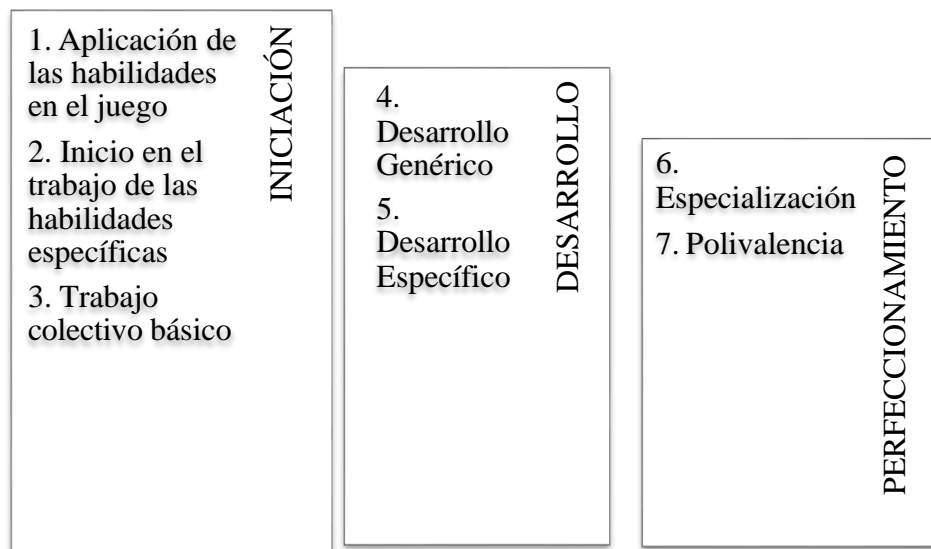 1. Aplicación de
las habilidades
en el juego
2. Inicio en el
trabajo de las
habilidades
específicas
3. Trabajo
colectivo básico
INICIACIÓN
4.
Desarrollo
Genérico
5.
Desarrollo
Específico
DESARROLLO
6.
Especialización
7. Polivalencia
PERFECCIONAMIENTO